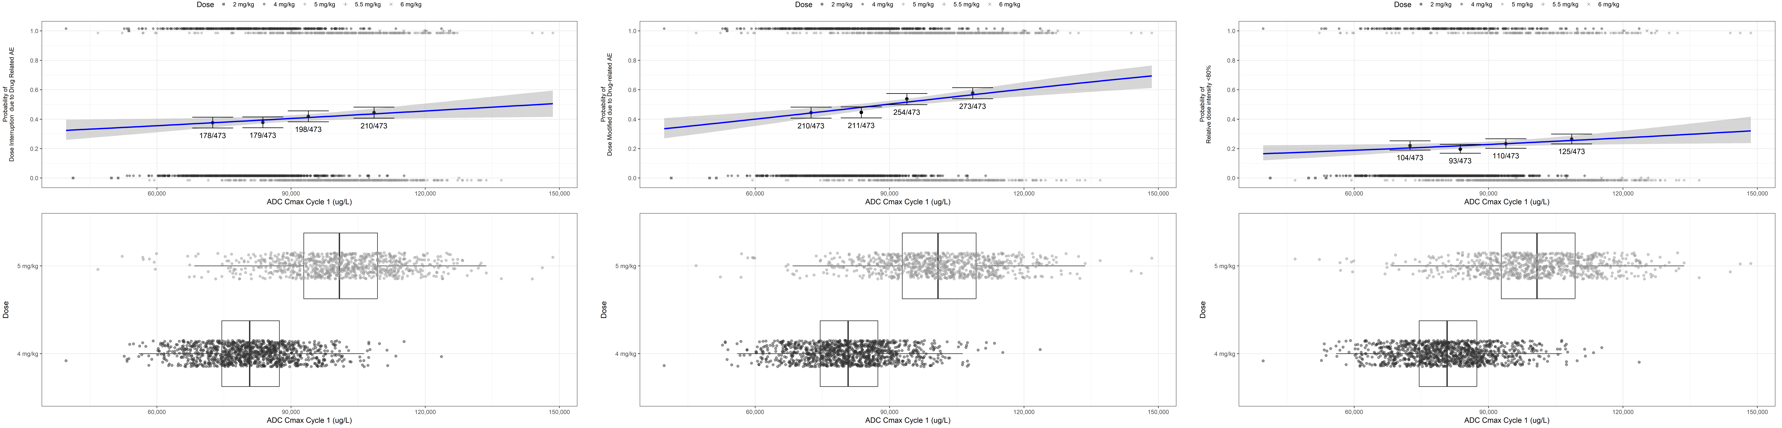 Dose 2 mg/kg 4 mg/kg 5 mg/kg 5.5 mg/kg 6 mg/kg
Probability of
Dose Interruption due to Drug Related AE
1.0
0.8
0.6
0.4
0.2
0.0
178/473
179/473
198/473
210/473
60,000 90,000 120,000 150,000
ADC Cmax Cycle 1 (ug/L)
Dose
5 mg/kg
4 mg/kg
60,000 90,000 120,000 150,000
ADC Cmax Cycle 1 (ug/L)
Dose 2 mg/kg 4 mg/kg 5 mg/kg 5.5 mg/kg 6 mg/kg
Probability of
Dose Modified due to Drug-related AE
1.0
0.8
0.6
0.4
0.2
0.0
210/473
211/473
254/473
273/473
60,000 90,000 120,000 150,000
ADC Cmax Cycle 1 (ug/L)
Dose
5 mg/kg
4 mg/kg
60,000 90,000 120,000 150,000
ADC Cmax Cycle 1 (ug/L)
Dose 2 mg/kg 4 mg/kg 5 mg/kg 5.5 mg/kg 6 mg/kg
Probability of
Relative dose intensity <80%
1.0
0.8
0.6
0.4
0.2
0.0
104/473
93/473
110/473
125/473
60,000 90,000 120,000 150,000
ADC Cmax Cycle 1 (ug/L)
Dose
5 mg/kg
4 mg/kg
60,000 90,000 120,000 150,000
ADC Cmax Cycle 1 (ug/L)